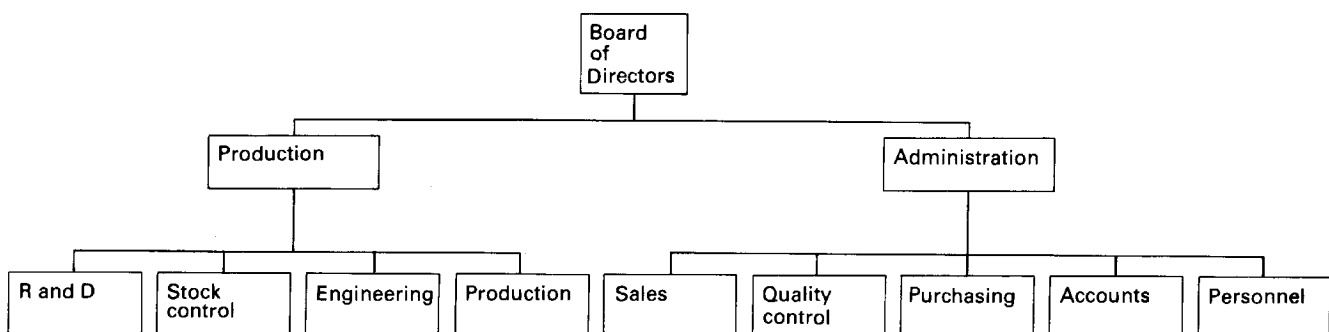 Board
of
Directors
Production
Administration
R and D
Stock
control
Engineering
Production
Sales
Quality
control
Purchasing
Accounts
Personnel